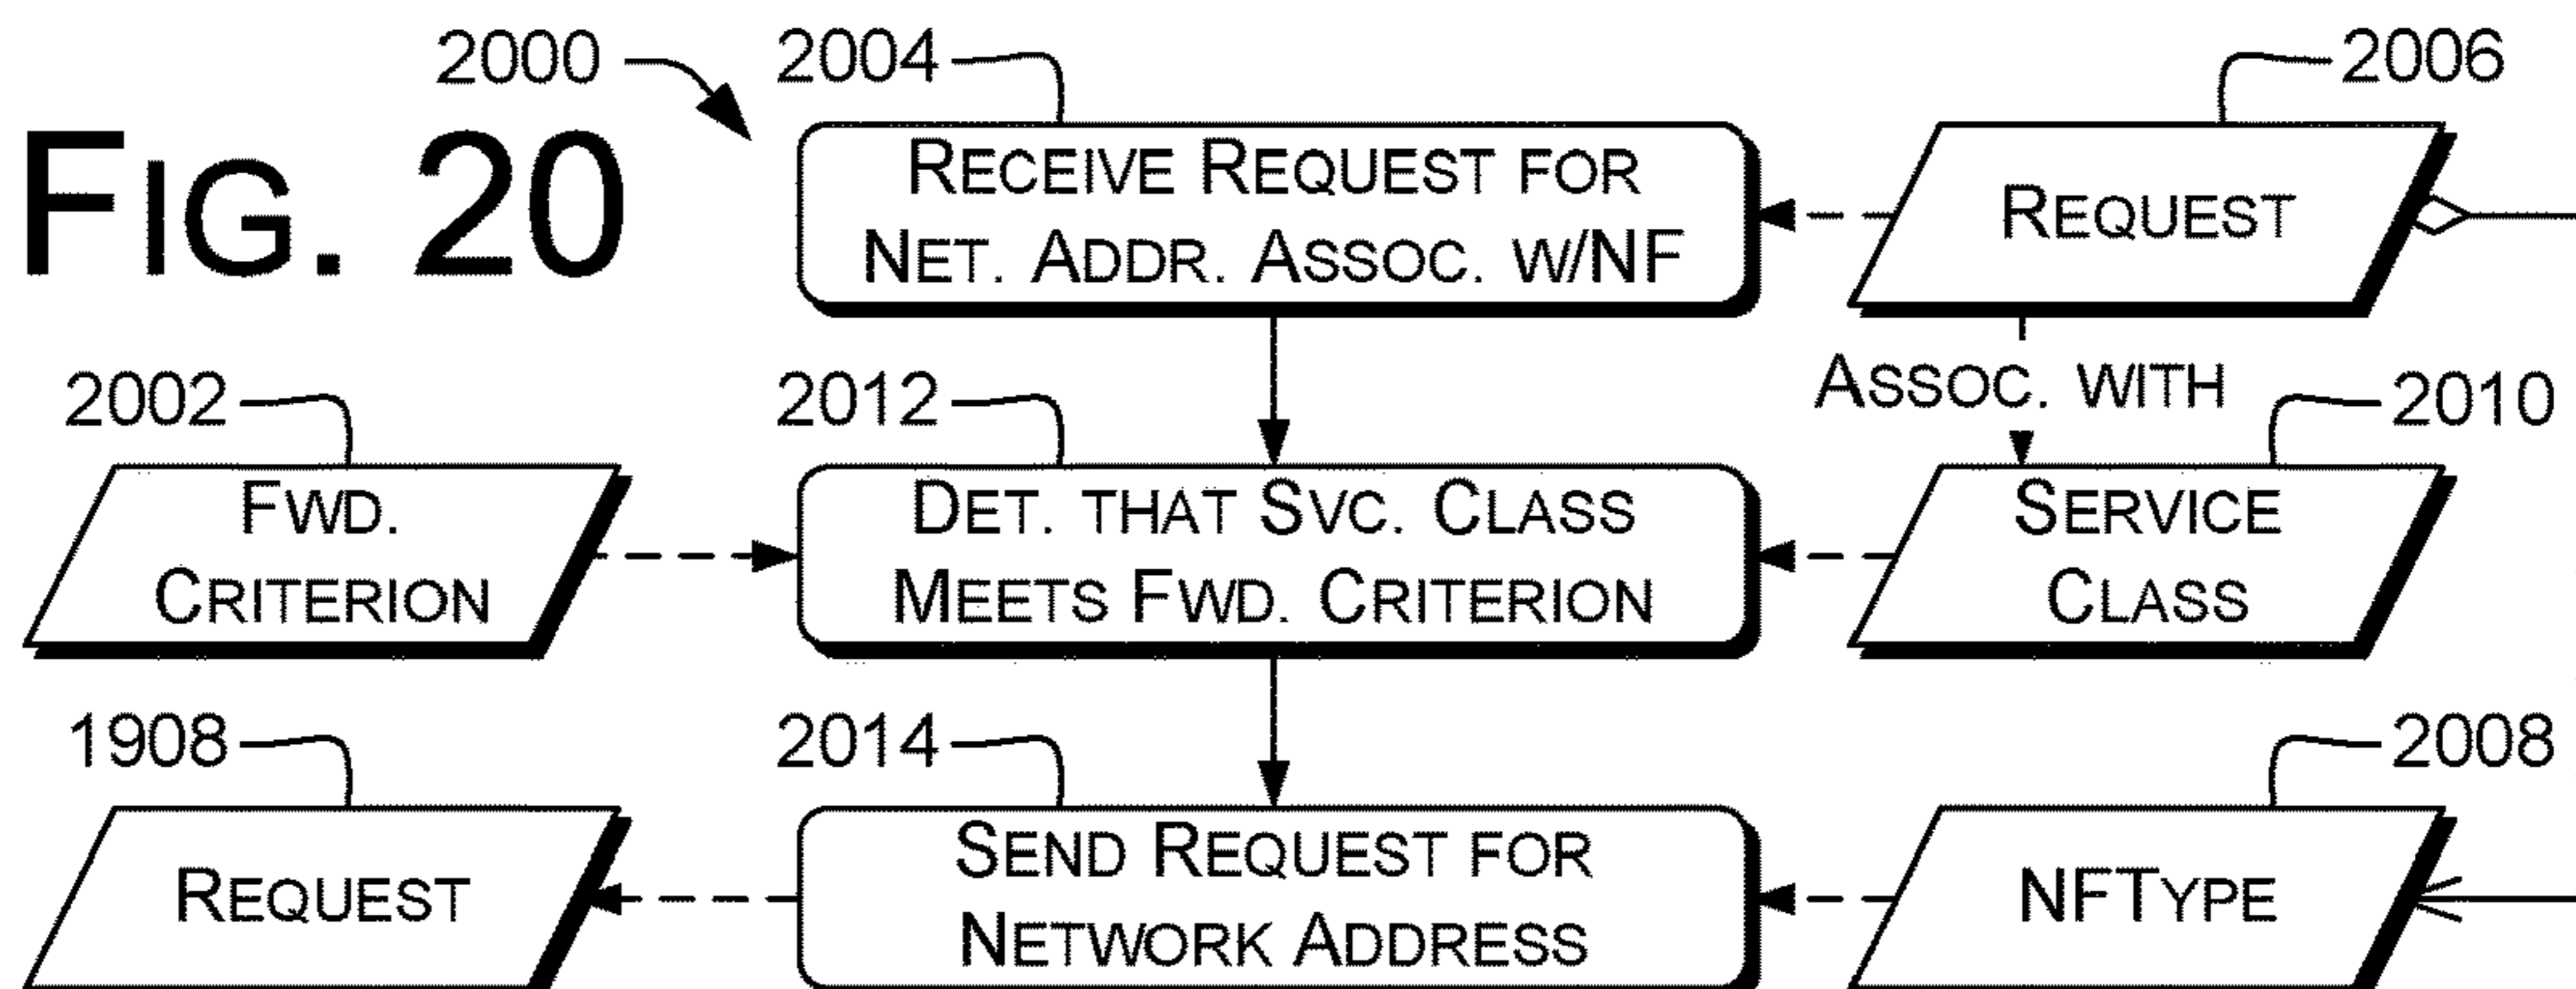 2000
2004
2006
FIG. 20
RECEIVE REQUEST FOR
NET. ADDR. ASSOC. W/NF
REQUEST
ASSOC. WITH
2002
2012
2010
FWD.
CRITERION
DET. THAT SVC. CLASS
MEETS FWD. CRITERION
SERVICE
CLASS
1908
2014
2008
REQUEST
SEND REQUEST FOR
NETWORK ADDRESS
NFTYPE